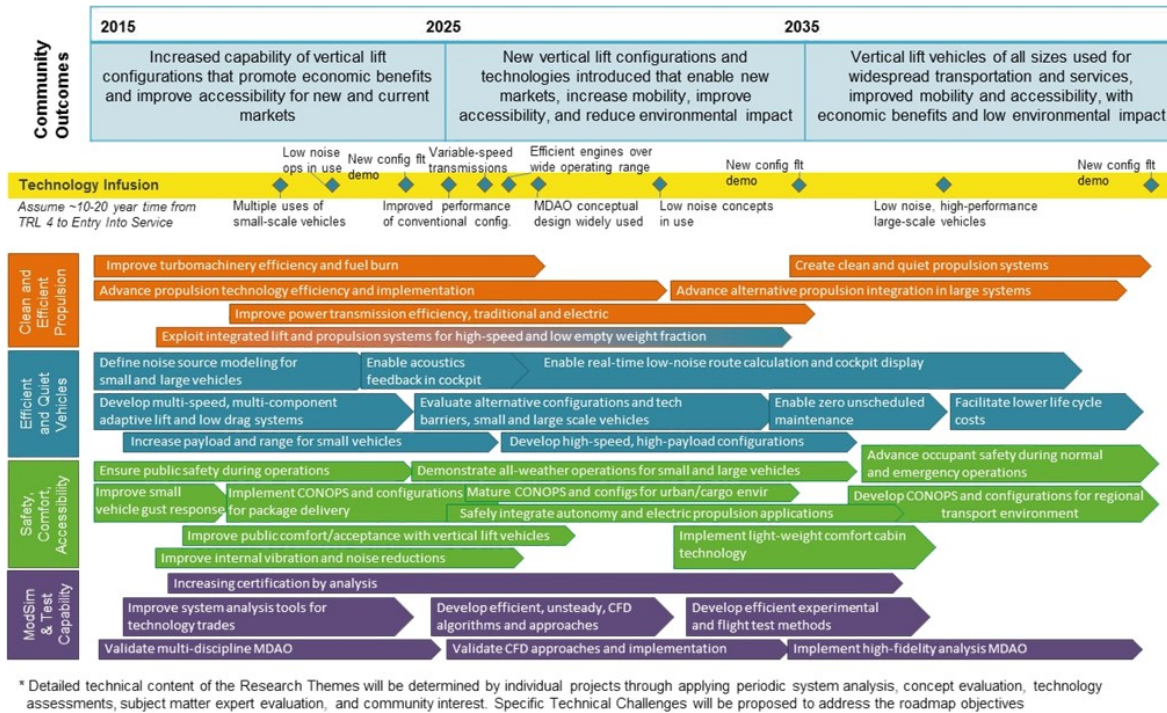 2015
2025
2035
Community
Outcomes
Increased capability of vertical lift
configurations that promote economic benefits
and improve accessibility for new and current
markets
New vertical lift configurations and
technologies introduced that enable new
markets, increase mobility, improve
accessibility, and reduce environmental impact
Vertical lift vehicles of all sizes used for
widespread transportation and services,
improved mobility and accessibility, with
economic benefits and low environmental impact
Low noise
ops in use
New config flt
demo
Variable-speed
transmissions
Efficient engines over
wide operating range
New config flt
demo
New config flt
demo
Technology Infusion
Assume ~10-20 year time from
TRL 4 to Entry Into Service
Multiple uses of
small-scale vehicles
Improved performance
of conventional config.
MDAO conceptual
design widely used
Low noise concepts
in use
Low noise, high-performance
large-scale vehicles
Clean and
Efficient
Propulsion
Improve turbomachinery efficiency and fuel burn
Create clean and quiet propulsion systems
Advance propulsion technology efficiency and implementation
Advance alternative propulsion integration in large systems
Improve power transmission efficiency, traditional and electric
Exploit integrated lift and propulsion systems for high-speed and low empty weight fraction
Efficient
and Quiet
Vehicles
Define noise source modeling for
small and large vehicles
Enable acoustics
feedback in cockpit
Enable real-time low-noise route calculation and cockpit display
Develop multi-speed, multi-component
adaptive lift and low drag systems
Evaluate alternative configurations and tech
barriers, small and large scale vehicles
Enable zero unscheduled
maintenance
Facilitate lower life cycle
costs
Increase payload and range for small vehicles
Develop high-speed, high-payload configurations
Safety,
Comfort,
Accessibility
Ensure public safety during operations
Demonstrate all-weather operations for small and large vehicles
Advance occupant safety during normal
and emergency operations
Improve small
vehicle gust response
Implement CONOPS and configurations
for package delivery
Mature CONOPS and configs for urban/cargo envir
Safely integrate autonomy and electric propulsion applications
Develop CONOPS and configurations for regional
transport environment
Improve public comfort/acceptance with vertical lift vehicles
Implement light-weight comfort cabin
technology
Improve internal vibration and noise reductions
ModSim
& Test
Capability
Increasing certification by analysis
Improve system analysis tools for
technology trades
Develop efficient, unsteady, CFD
algorithms and approaches
Develop efficient experimental
and flight test methods
Validate multi-discipline MDAO
Validate CFD approaches and implementation
Implement high-fidelity analysis MDAO
* Detailed technical content of the Research Themes will be determined by individual projects through applying periodic system analysis, concept evaluation, technology
assessments, subject matter expert evaluation, and community interest. Specific Technical Challenges will be proposed to address the roadmap objectives